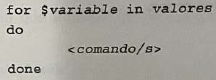 for $variable in valores
do
<comando/s>
done